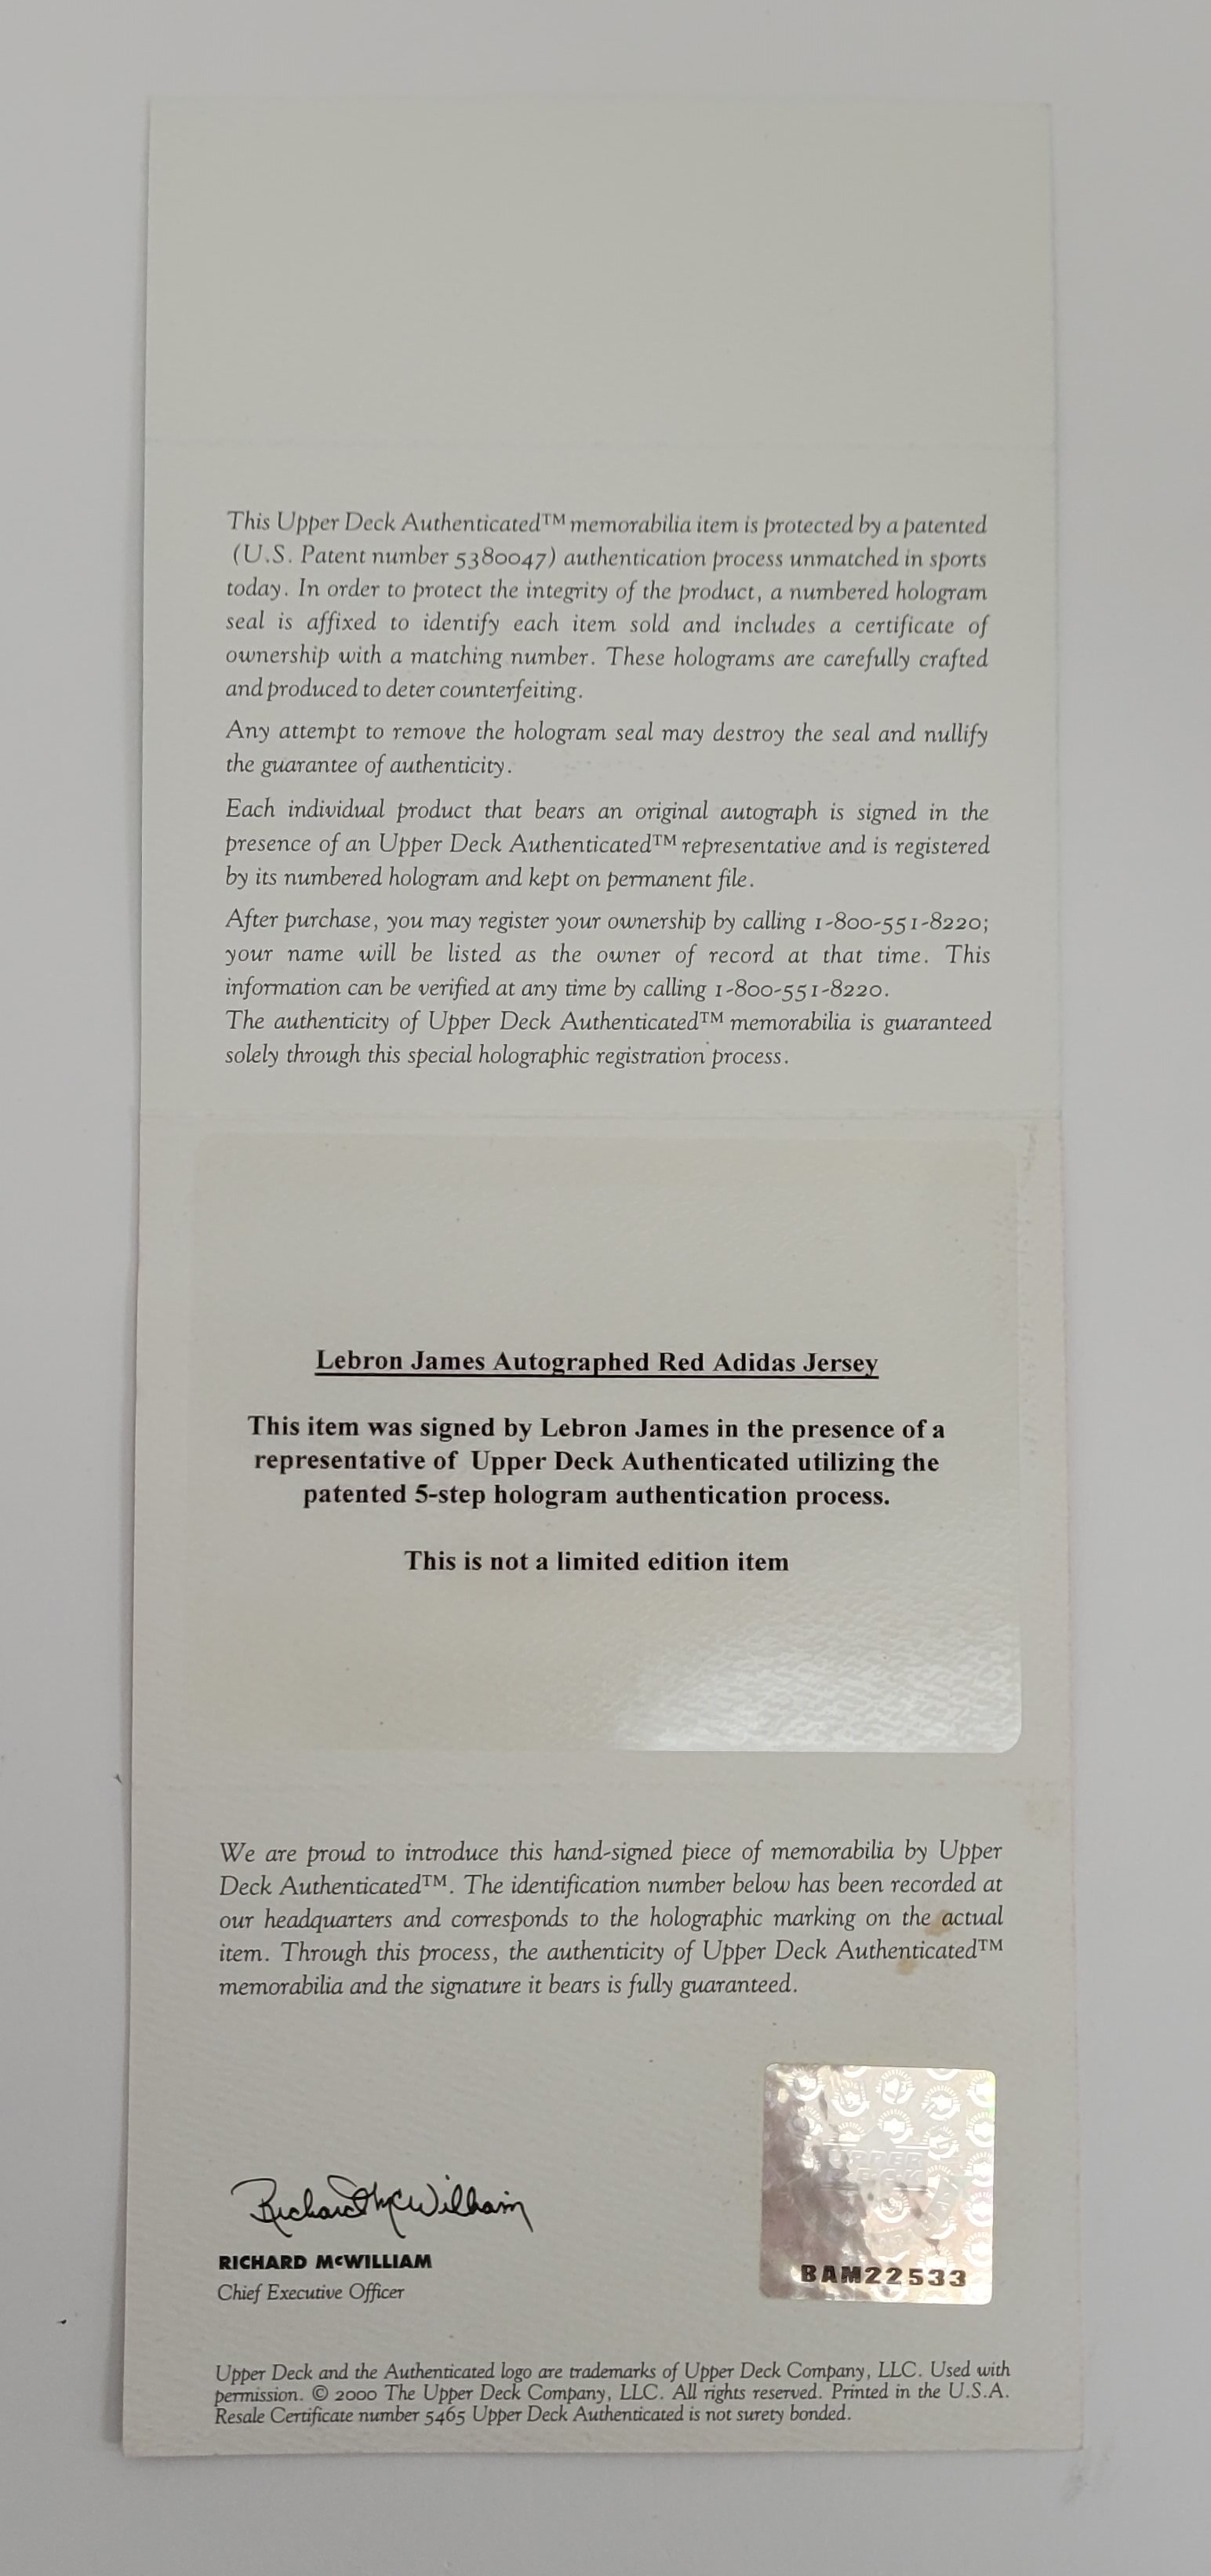 This Upper Deck Authenticated™ memorabilia item is protected by a patented
(U.S. Patent number 5380047) authentication process unmatched in sports
today. In order to protect the integrity of the product, a numbered hologram
seal is affixed to identify each item sold and includes a certificate of
ownership with a matching number. These holograms are carefully crafted
and produced to deter counterfeiting.
Any attempt to remove the hologram seal may destroy the seal and nullify
the guarantee of authenticity.
Each individual product that bears an original autograph is signed in the
presence of an Upper Deck Authenticated™ representative and is registered
by its numbered hologram and kept on permanent file.
After purchase, you may register your ownership by calling 1-800-551-8220;
your name will be listed as the owner of record at that time. This
information can be verified at any time by calling 1-800-551-8220.
The authenticity of Upper Deck Authenticated™ memorabilia is guaranteed
solely through this special holographic registration process.
Lebron James Autographed Red Adidas Jersey
This item was signed by Lebron James in the presence of a
representative of Upper Deck Authenticated utilizing the
patented 5-step hologram authentication process.
This is not a limited edition item
We are proud to introduce this hand-signed piece of memorabilia by Upper
Deck Authenticated™. The identification number below has been recorded at
our headquarters and corresponds to the holographic marking on the actual
item. Through this process, the authenticity of Upper Deck Authenticated™
memorabilia and the signature it bears is fully guaranteed.
UPPER
DECK
Richard McWilliam
BAM22533
RICHARD McWILLIAM
Chief Executive Officer
Upper Deck and the Authenticated logo are trademarks of Upper Deck Company, LLC. Used with
permission. © 2000 The Upper Deck Company, LLC. All rights reserved. Printed in the U.S.A.
Resale Certificate number 5465 Upper Deck Authenticated is not surety bonded.